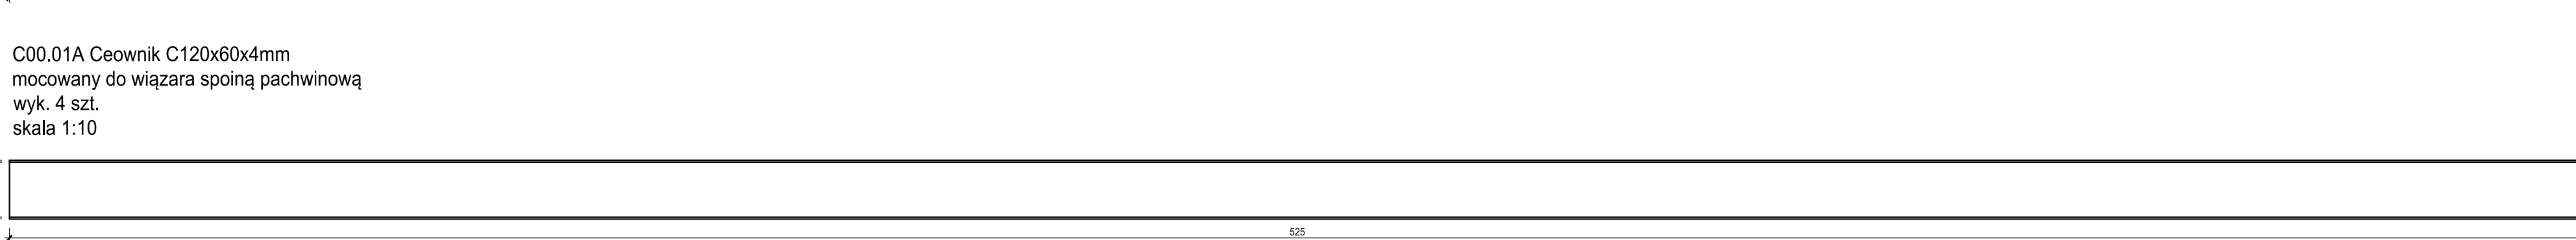 C00.01A Ceownik C120x60x4mm
mocowany do wiązara spoiną pachwinową
wyk. 4 szt.
skala 1:10
525